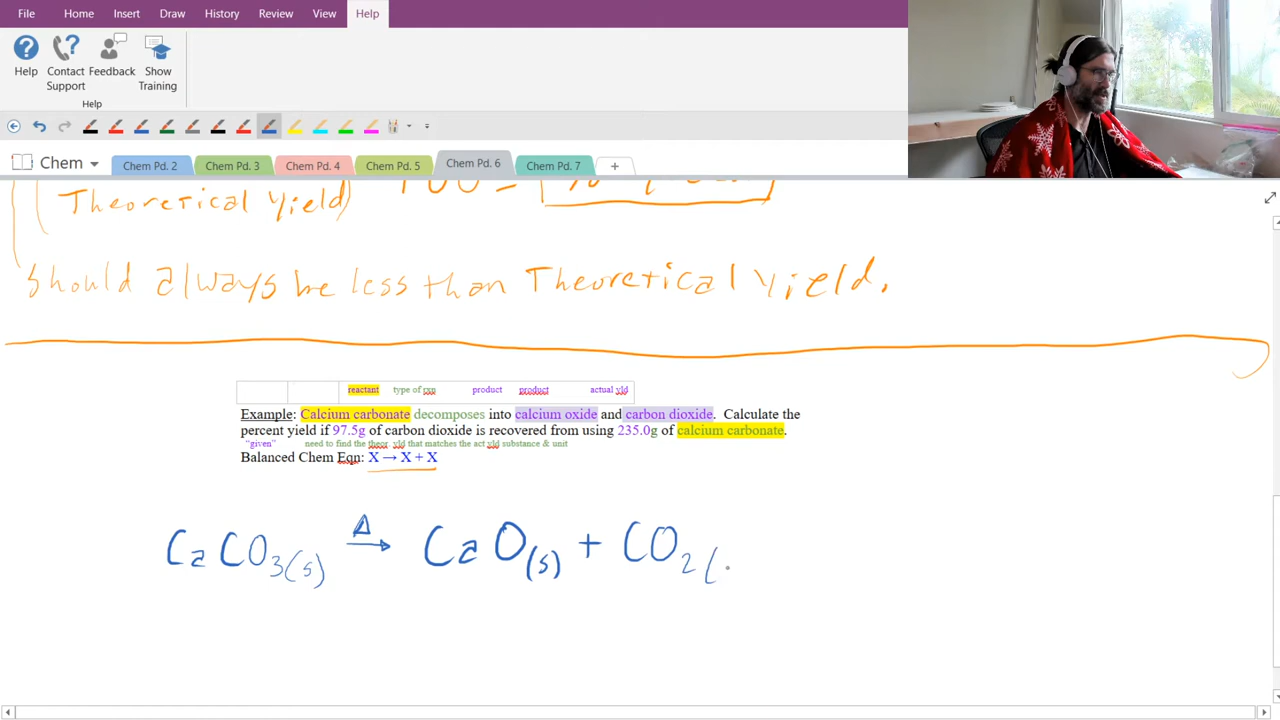 File Home Insert Draw History Review View Help
Help Contact Support Feedback Show Training
Help
Chem Chem Pd. 2 Chem Pd. 3 Chem Pd. 4 Chem Pd. 5 Chem Pd. 6 Chem Pd. 7 +
Theoretical Yield)
Should always be less than Theoretical Yield.
reactant type of rxn product product actual yld
Example: Calcium carbonate decomposes into calcium oxide and carbon dioxide. Calculate the
percent yield if 97.5g of carbon dioxide is recovered from using 235.0g of calcium carbonate.
"given" need to find the theor. yld that matches the act yld substance & unit
Balanced Chem Eqn: X → X + X
CaCO3(s) Δ→ CaO(s) + CO2(